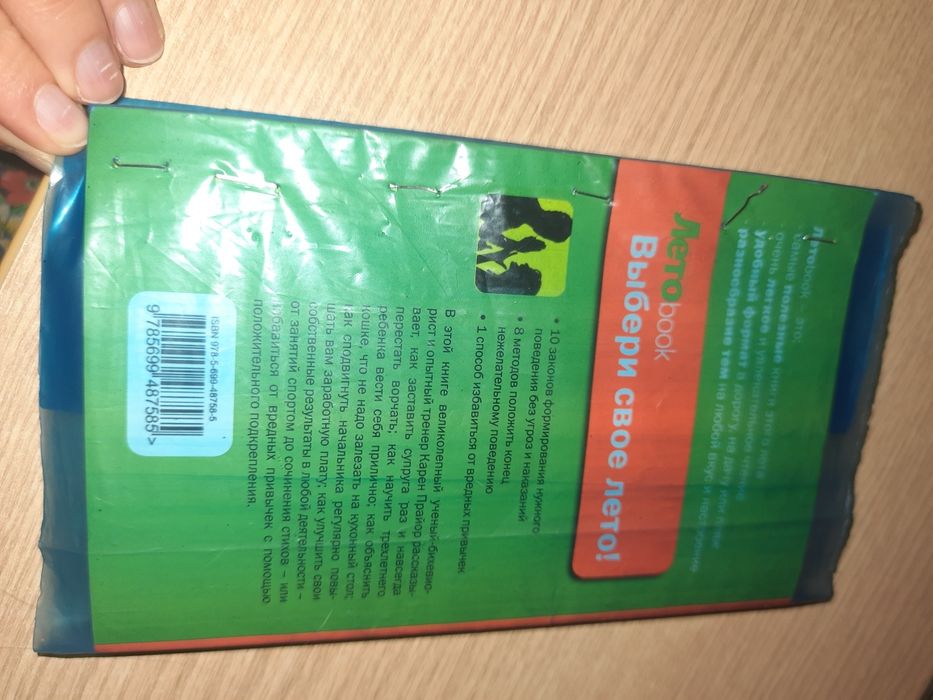 Летоbook – это:
самые полезные книги этого лета
очень легкое и увлекательное чтение
удобный формат в дорогу, на дачу или пляж
разнообразие тем на любой вкус и настроение
Летоbook
Выбери свое лето!
• 10 законов формирования нужного
поведения без угроз и наказаний
• 8 методов положить конец
нежелательному поведению
• 1 способ избавиться от вредных привычек
В этой книге великолепный ученый-бихевио-
рист и опытный тренер Карен Прайор рассказы-
вает, как заставить супруга раз и навсегда
перестать ворчать; как научить трехлетнего
ребенка вести себя прилично; как объяснить
кошке, что не надо залезать на кухонный стол;
как сподвигнуть начальника регулярно повы-
шать вам заработную плату; как улучшить свои
собственные результаты в любой деятельности –
от занятий спортом до сочинения стихов – или
избавиться от вредных привычек с помощью
положительного подкрепления.
ISBN 978-5-699-48758-5
9 785699 487585>